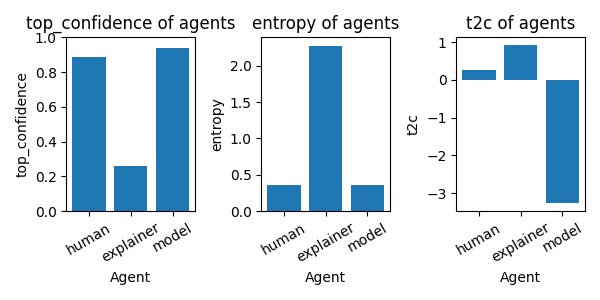 top_confidence of agents
top_confidence
1.0
0.8
0.6
0.4
0.2
0.0
human
explainer
model
Agent
entropy of agents
entropy
2.0
1.5
1.0
0.5
0.0
human
explainer
model
Agent
t2c of agents
t2c
1
0
−1
−2
−3
human
explainer
model
Agent